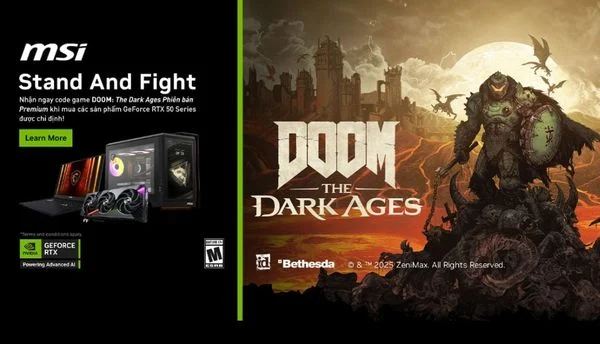 msi
Stand And Fight
Nhận ngay code game DOOM: The Dark Ages Phiên bản
Premium khi mua các sản phẩm GeForce RTX 50 Series
được chỉ định!
Learn More
*Terms and conditions apply.
NVIDIA
GEFORCE
RTX
Powering Advanced AI
M
ESRB
DOOM
THE
DARK AGES
id
Bethesda
© & ™ 2025 ZeniMax. All Rights Reserved.